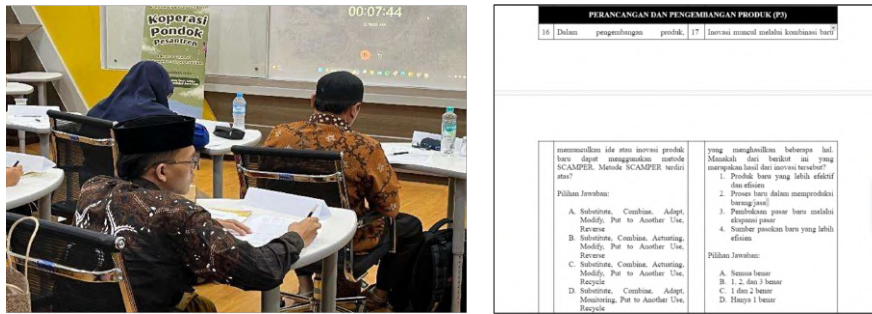 Koperasi
Pondok
Pesantren
00:07:44
PERANCANGAN DAN PENGEMBANGAN PRODUK (P3)
16 Dalam pengembangan produk,
17 Inovasi muncul melalui kombinasi baru
memunculkan ide atau inovasi produk
baru dapat menggunakan metode
SCAMPER. Metode SCAMPER terdiri
atas?
Pilihan Jawaban:
A. Substitute, Combine, Adapt,
Modify, Put to Another Use,
Reverse
B. Substitute, Combine, Actuating,
Modify, Put to Another Use,
Reverse
C. Substitute, Combine, Actuating,
Modify, Put to Another Use,
Recycle
D. Substitute, Combine, Adapt,
Monitoring, Put to Another Use,
Recycle
yang menghasilkan beberapa hal.
Manakah dari berikut ini yang
merupakan hasil dari inovasi tersebut?
1. Produk baru yang lebih efektif
dan efisien
2. Proses baru dalam memproduksi
barang/jasa
3. Pembukaan pasar baru melalui
ekspansi pasar
4. Sumber pasokan baru yang lebih
efisien
Pilihan Jawaban:
A. Semua benar
B. 1, 2, dan 3 benar
C. 1 dan 2 benar
D. Hanya 1 benar